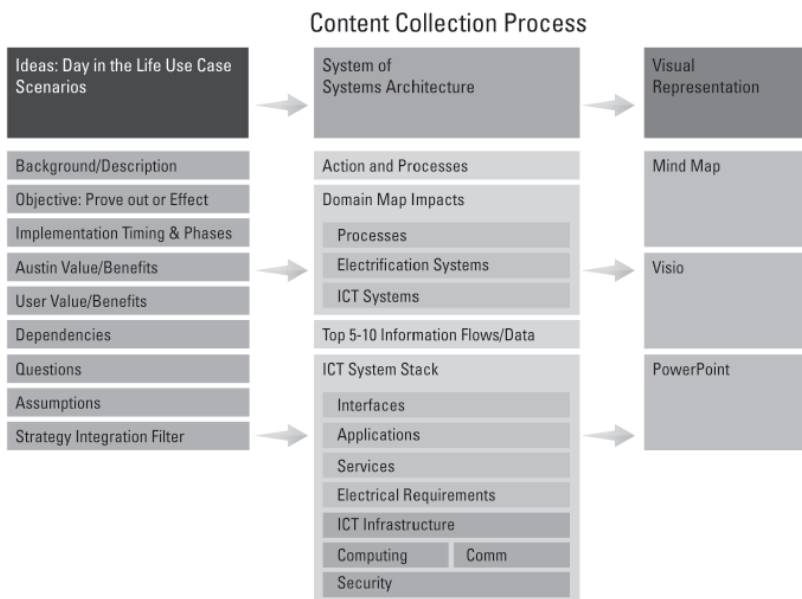 Content Collection Process
Ideas: Day in the Life Use Case
Scenarios
Background/Description
Objective: Prove out or Effect
Implementation Timing & Phases
Austin Value/Benefits
User Value/Benefits
Dependencies
Questions
Assumptions
Strategy Integration Filter
System of
Systems Architecture
Action and Processes
Domain Map Impacts
Processes
Electrification Systems
ICT Systems
Top 5-10 Information Flows/Data
ICT System Stack
Interfaces
Applications
Services
Electrical Requirements
ICT Infrastructure
Computing
Comm
Security
Visual
Representation
Mind Map
Visio
PowerPoint